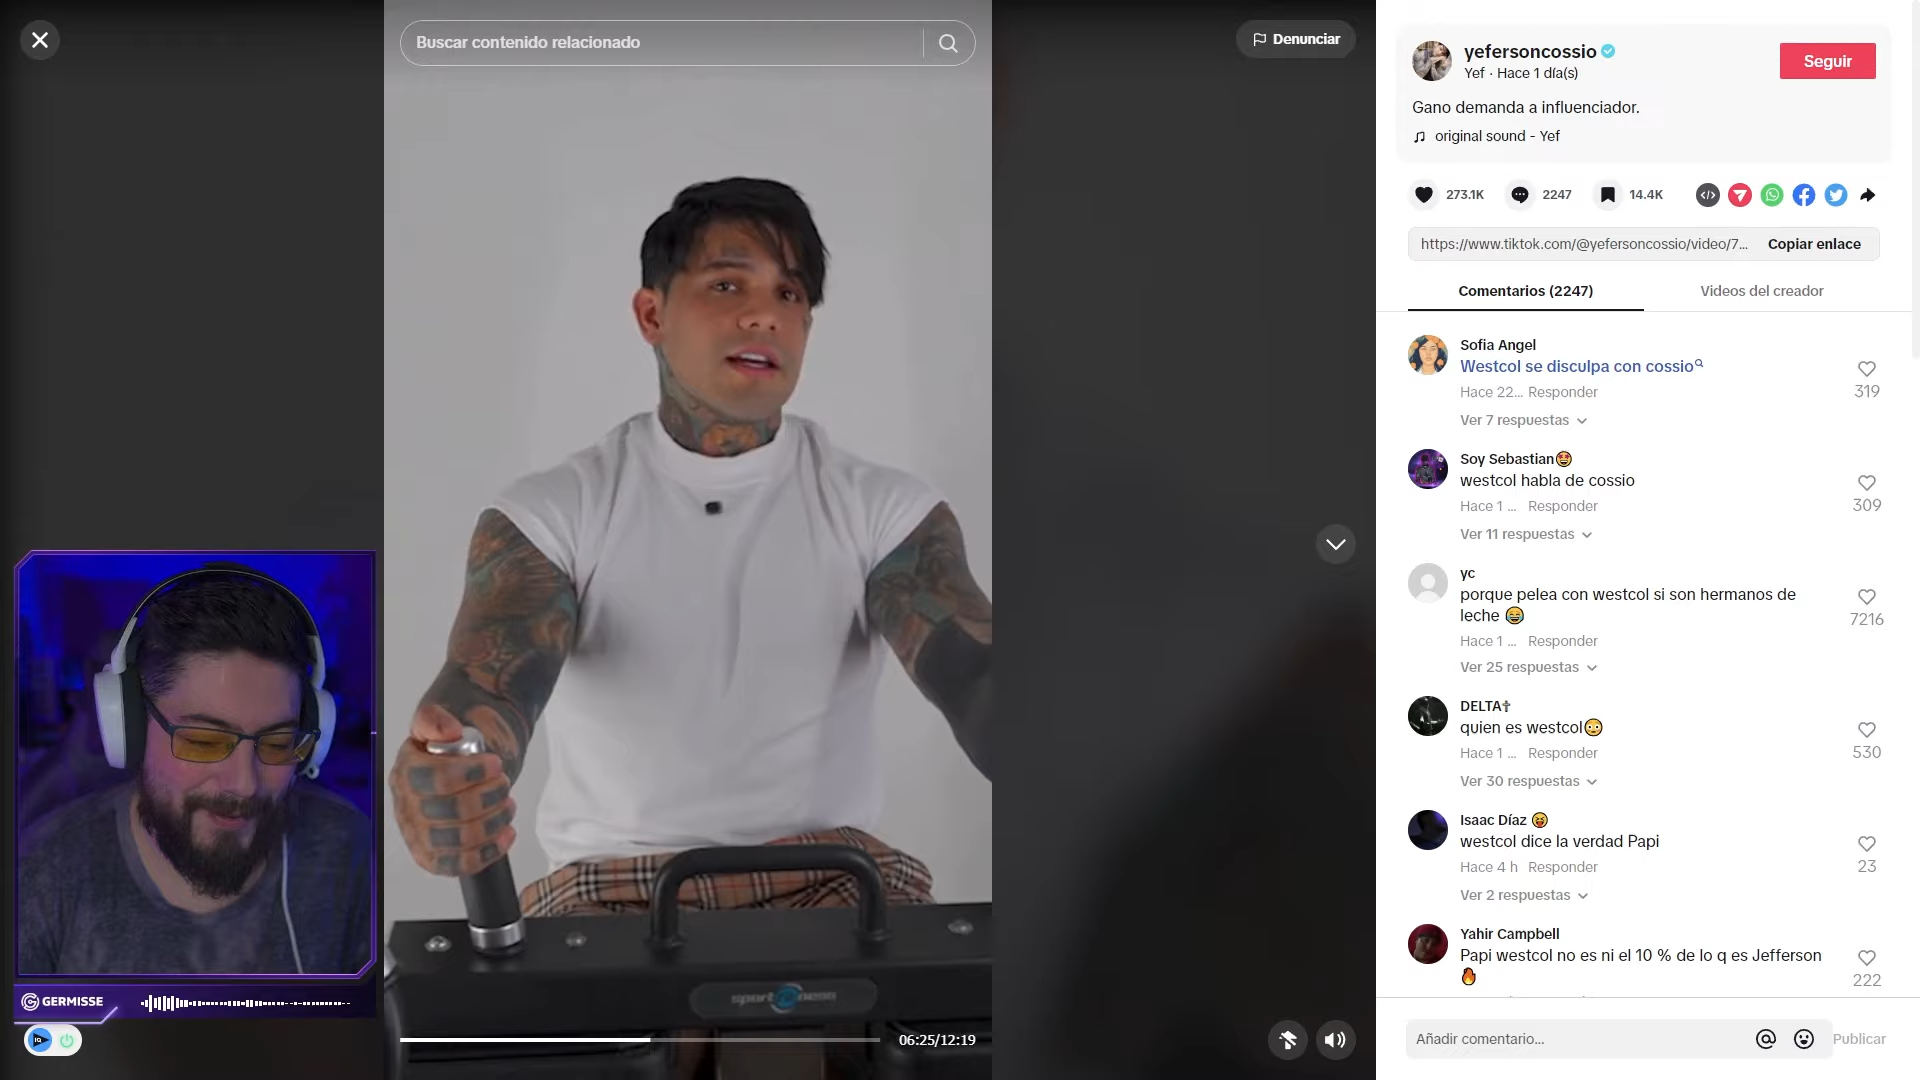 Buscar contenido relacionado
Denunciar
yefersoncossio
Yef · Hace 1 día(s)
Seguir
Gano demanda a influenciador.
original sound - Yef
273.1K
2247
14.4K
https://www.tiktok.com/@yefersoncossio/video/7...
Copiar enlace
Comentarios (2247)
Videos del creador
Sofia Angel
Westcol se disculpa con cossio
Hace 22... Responder
319
Ver 7 respuestas
Soy Sebastian🤩
westcol habla de cossio
Hace 1 ... Responder
309
Ver 11 respuestas
yc
porque pelea con westcol si son hermanos de
leche 😂
Hace 1 ... Responder
7216
Ver 25 respuestas
DELTA✝
quien es westcol😳
Hace 1 ... Responder
530
Ver 30 respuestas
Isaac Díaz 😝
westcol dice la verdad Papi
Hace 4 h Responder
23
Ver 2 respuestas
Yahir Campbell
Papi westcol no es ni el 10 % de lo q es Jefferson
🔥
222
GERMISSE
06:25/12:19
Añadir comentario...
Publicar